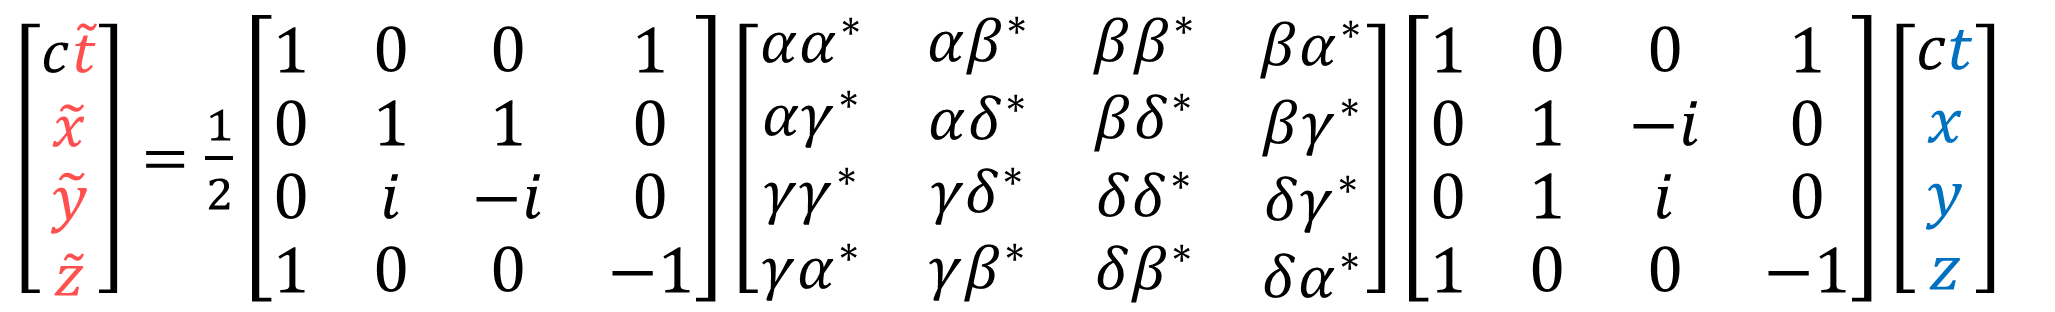 [ct̃ x̃ ỹ z̃] = 1/2 [1 0 0 1; 0 1 1 0; 0 i −i 0; 1 0 0 −1] [αα* αβ* ββ* βα*; αγ* αδ* βδ* βγ*; γγ* γδ* δδ* δγ*; γα* γβ* δβ* δα*] [1 0 0 1; 0 1 −i 0; 0 1 i 0; 1 0 0 −1] [ct x y z]